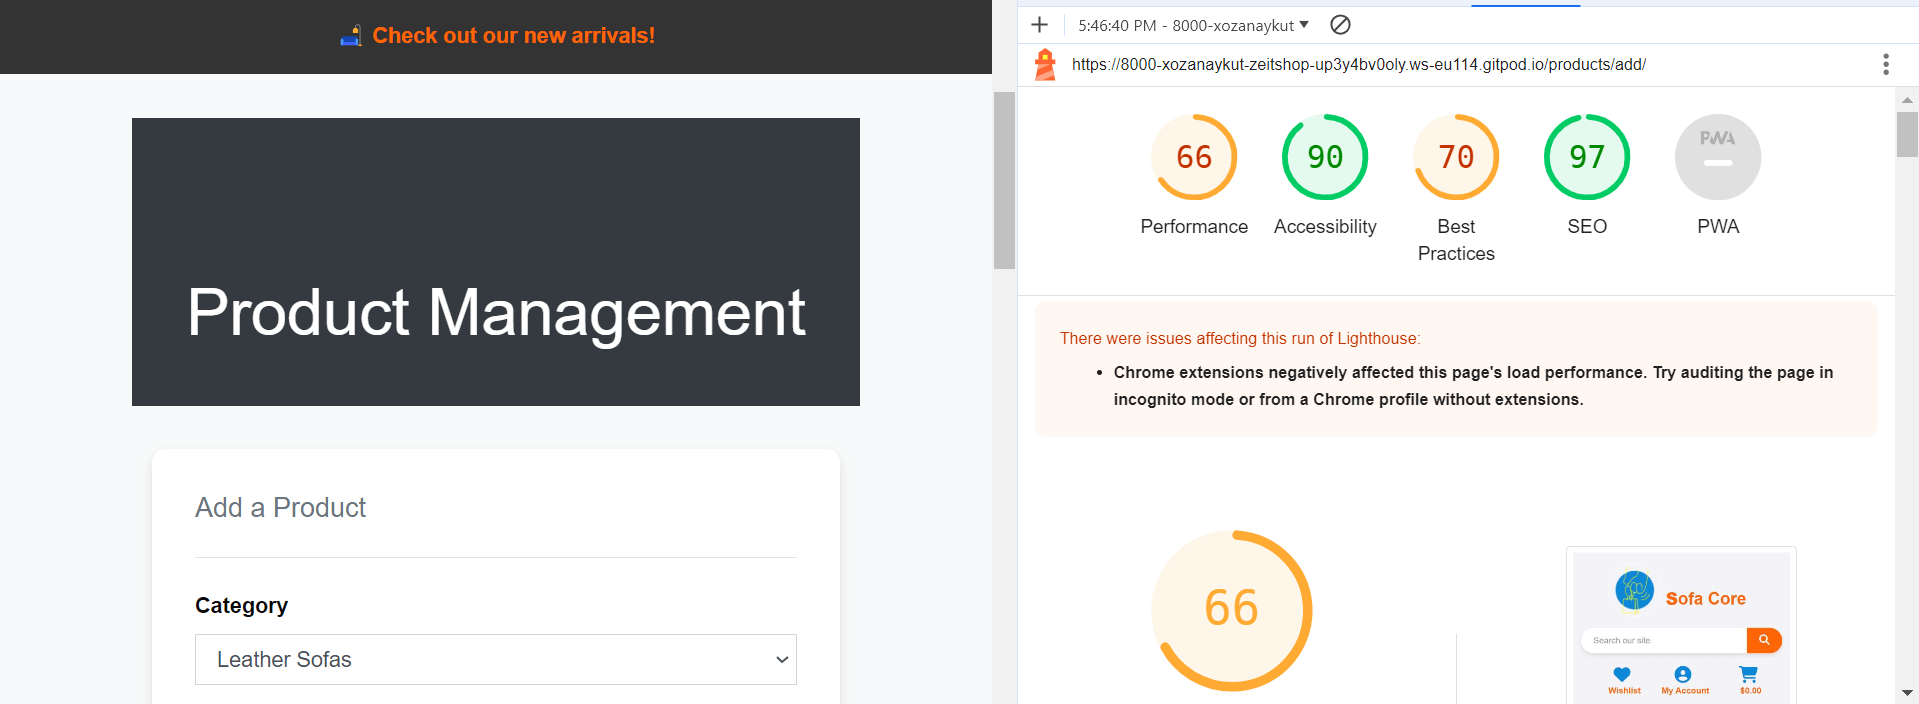 Check out our new arrivals!
Product Management
Add a Product
Category
Leather Sofas
5:46:40 PM - 8000-xozanaykut
https://8000-xozanaykut-zeitshop-up3y4bv0oly.ws-eu114.gitpod.io/products/add/
66
Performance
90
Accessibility
70
Best
Practices
97
SEO
PWA
PWA
There were issues affecting this run of Lighthouse:
Chrome extensions negatively affected this page's load performance. Try auditing the page in
incognito mode or from a Chrome profile without extensions.
66
Sofa Core
Search our site
Wishlist
My Account
$0.00